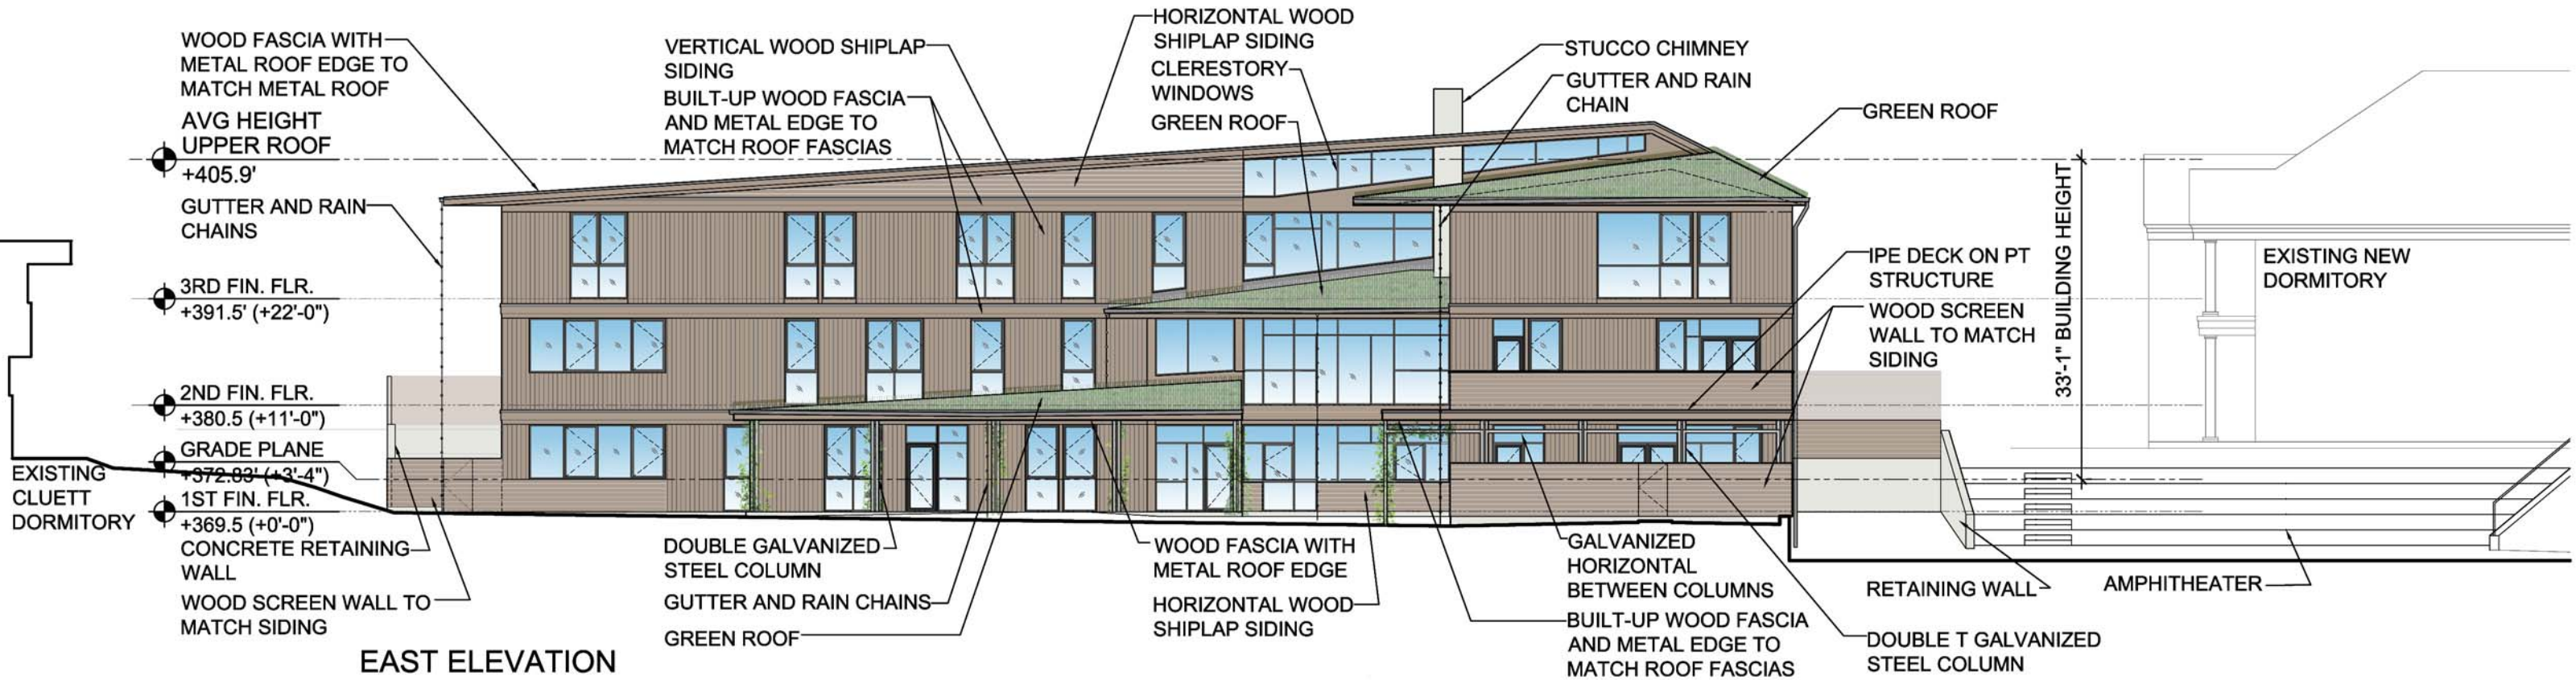 WOOD FASCIA WITH
METAL ROOF EDGE TO
MATCH METAL ROOF
AVG HEIGHT
UPPER ROOF
+405.9'
GUTTER AND RAIN
CHAINS
3RD FIN. FLR.
+391.5' (+22'-0")
2ND FIN. FLR.
+380.5 (+11'-0")
GRADE PLANE
+372.83' (+3'-4")
1ST FIN. FLR.
+369.5 (+0'-0")
EXISTING
CLUETT
DORMITORY
CONCRETE RETAINING
WALL
WOOD SCREEN WALL TO
MATCH SIDING
VERTICAL WOOD SHIPLAP
SIDING
BUILT-UP WOOD FASCIA
AND METAL EDGE TO
MATCH ROOF FASCIAS
HORIZONTAL WOOD
SHIPLAP SIDING
CLERESTORY
WINDOWS
GREEN ROOF
STUCCO CHIMNEY
GUTTER AND RAIN
CHAIN
GREEN ROOF
33'-1" BUILDING HEIGHT
IPE DECK ON PT
STRUCTURE
WOOD SCREEN
WALL TO MATCH
SIDING
EXISTING NEW
DORMITORY
DOUBLE GALVANIZED
STEEL COLUMN
GUTTER AND RAIN CHAINS
GREEN ROOF
WOOD FASCIA WITH
METAL ROOF EDGE
HORIZONTAL WOOD
SHIPLAP SIDING
GALVANIZED
HORIZONTAL
BETWEEN COLUMNS
BUILT-UP WOOD FASCIA
AND METAL EDGE TO
MATCH ROOF FASCIAS
RETAINING WALL
AMPHITHEATER
DOUBLE T GALVANIZED
STEEL COLUMN
EAST ELEVATION